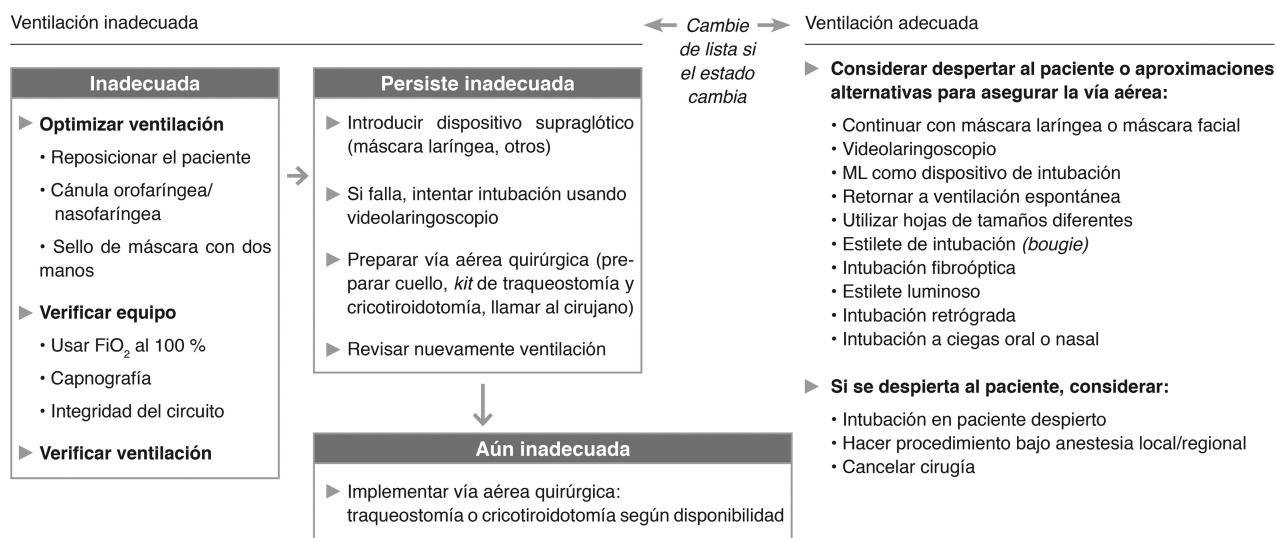 Ventilación inadecuada
Cambie
de lista si
el estado
cambia
Ventilación adecuada
Inadecuada
▶ Optimizar ventilación
• Reposicionar el paciente
• Cánula orofaríngea/
nasofaríngea
• Sello de máscara con dos
manos
▶ Verificar equipo
• Usar FiO₂ al 100 %
• Capnografía
• Integridad del circuito
▶ Verificar ventilación
Persiste inadecuada
▶ Introducir dispositivo supraglótico
(máscara laríngea, otros)
▶ Si falla, intentar intubación usando
videolaringoscopio
▶ Preparar vía aérea quirúrgica (pre-
parar cuello, kit de traqueostomía y
cricotiroidotomía, llamar al cirujano)
▶ Revisar nuevamente ventilación
Aún inadecuada
▶ Implementar vía aérea quirúrgica:
traqueostomía o cricotiroidotomía según disponibilidad
▶ Considerar despertar al paciente o aproximaciones
alternativas para asegurar la vía aérea:
• Continuar con máscara laríngea o máscara facial
• Videolaringoscopio
• ML como dispositivo de intubación
• Retornar a ventilación espontánea
• Utilizar hojas de tamaños diferentes
• Estilete de intubación (bougie)
• Intubación fibroóptica
• Estilete luminoso
• Intubación retrógrada
• Intubación a ciegas oral o nasal
▶ Si se despierta al paciente, considerar:
• Intubación en paciente despierto
• Hacer procedimiento bajo anestesia local/regional
• Cancelar cirugía